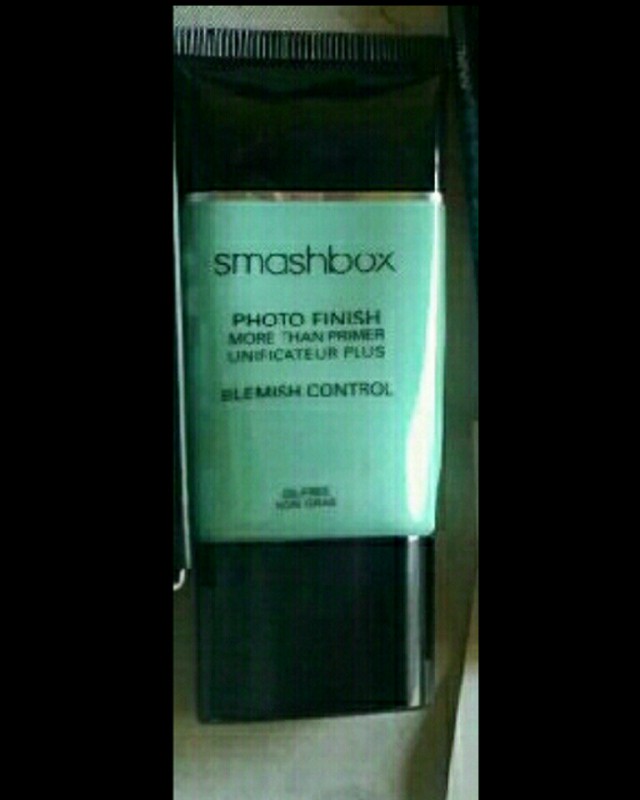 smashbox
PHOTO FINISH
MORE THAN PRIMER
UNIFICATEUR PLUS
BLEMISH CONTROL
OIL-FREE
NON GRAS